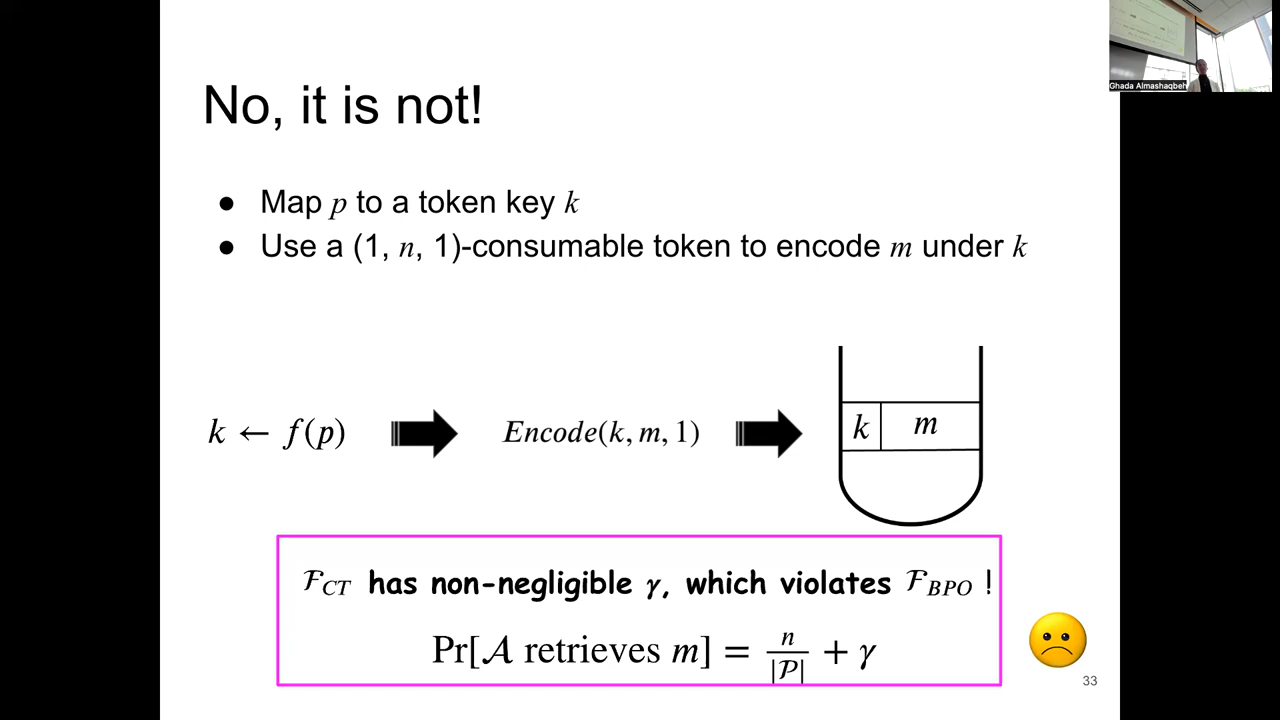 Ghada Almashaqbeh
No, it is not!
● Map p to a token key k
● Use a (1, n, 1)-consumable token to encode m under k
k ← f(p)
Encode(k, m, 1)
k m
ℱ_CT has non-negligible γ, which violates ℱ_BPO !
Pr[𝒜 retrieves m] = n/|𝒫| + γ
33